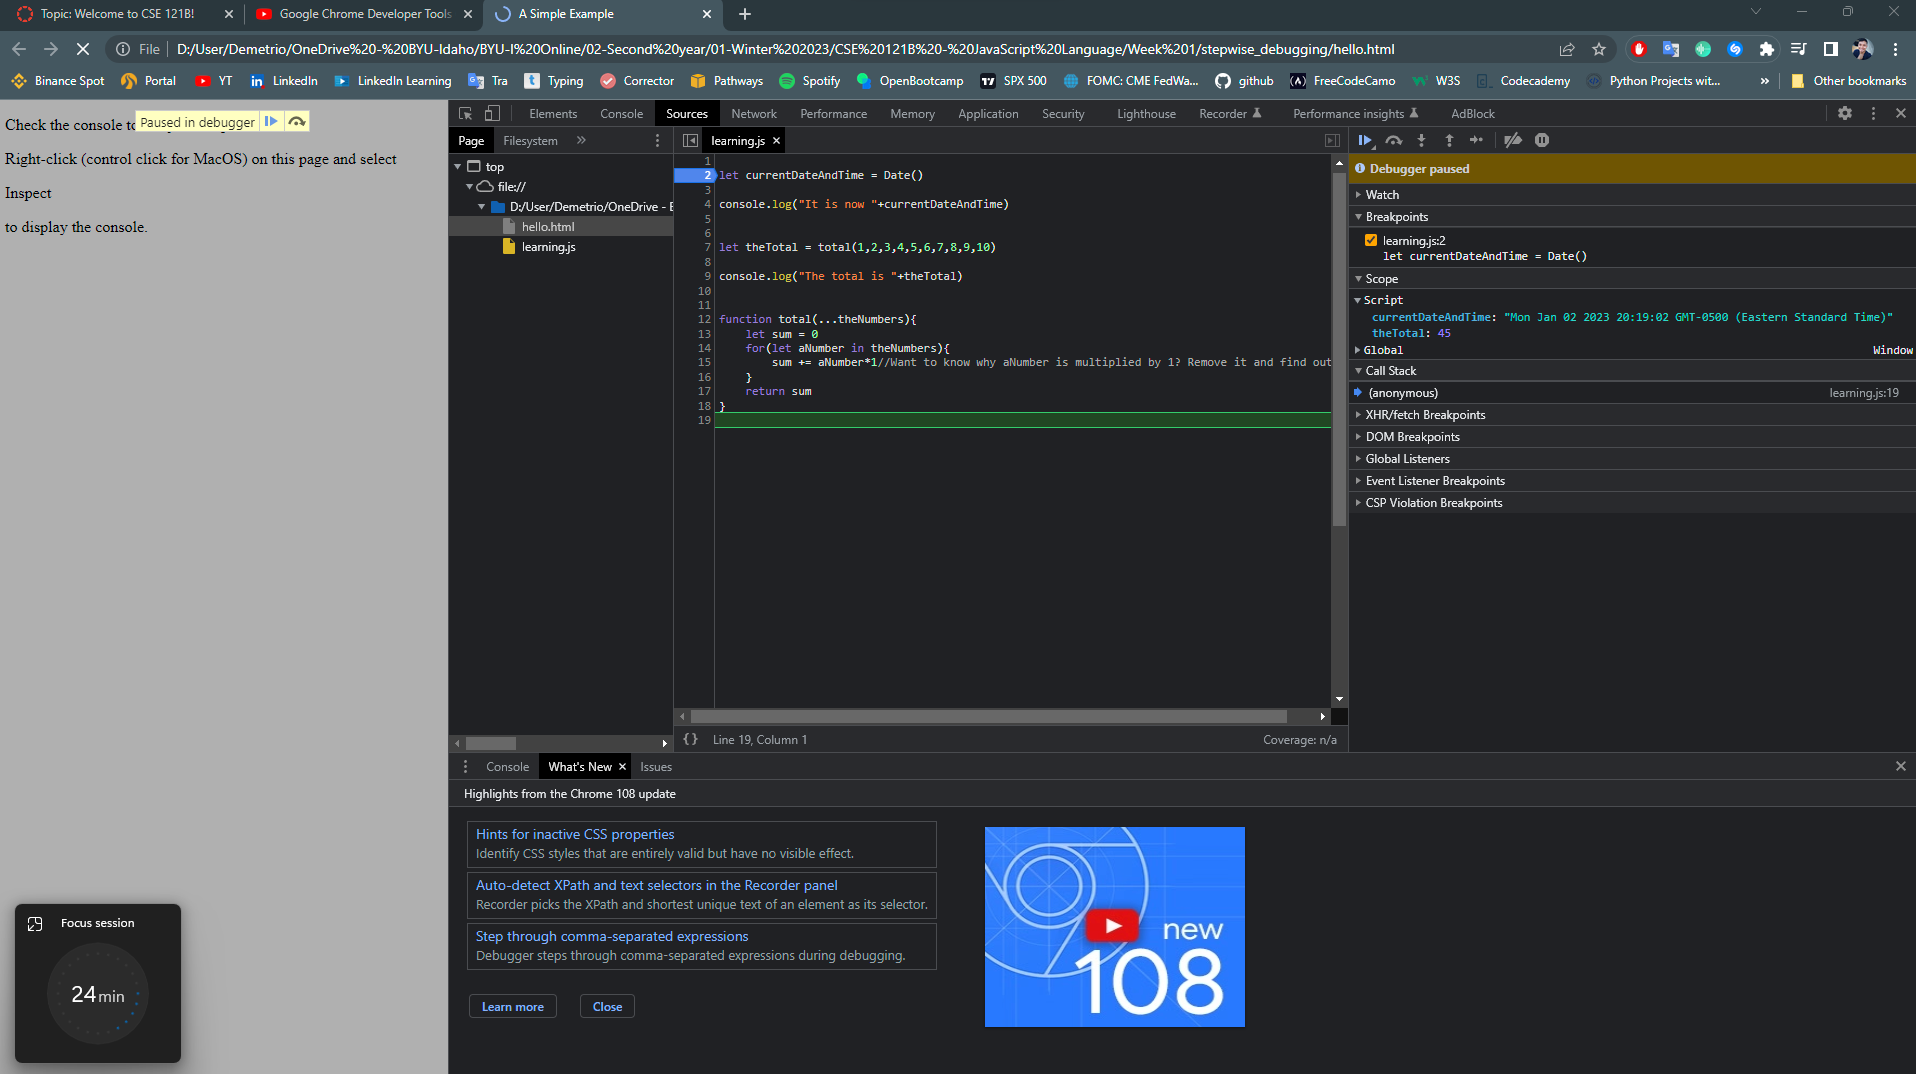 Topic: Welcome to CSE 121B!
Google Chrome Developer Tools
A Simple Example
File
D:/User/Demetrio/OneDrive%20-%20BYU-Idaho/BYU-I%20Online/02-Second%20year/01-Winter%202023/CSE%20121B%20-%20JavaScript%20Language/Week%201/stepwise_debugging/hello.html
Binance Spot
Portal
YT
LinkedIn
LinkedIn Learning
Tra
Typing
Corrector
Pathways
Spotify
OpenBootcamp
SPX 500
FOMC: CME FedWa...
github
FreeCodeCamo
W3S
Codecademy
Python Projects wit...
»
Other bookmarks
Check the console to
Paused in debugger
Right-click (control click for MacOS) on this page and select
Inspect
to display the console.
Elements
Console
Sources
Network
Performance
Memory
Application
Security
Lighthouse
Recorder
Performance insights
AdBlock
Page
Filesystem
»
top
file://
D:/User/Demetrio/OneDrive -
hello.html
learning.js
learning.js
1
2 let currentDateAndTime = Date()
3
4 console.log("It is now "+currentDateAndTime)
5
6
7 let theTotal = total(1,2,3,4,5,6,7,8,9,10)
8
9 console.log("The total is "+theTotal)
10
11
12 function total(...theNumbers){
13 let sum = 0
14 for(let aNumber in theNumbers){
15 sum += aNumber*1//Want to know why aNumber is multiplied by 1? Remove it and find out
16 }
17 return sum
18 }
19
{} Line 19, Column 1
Coverage: n/a
Debugger paused
Watch
Breakpoints
learning.js:2
let currentDateAndTime = Date()
Scope
Script
currentDateAndTime: "Mon Jan 02 2023 20:19:02 GMT-0500 (Eastern Standard Time)"
theTotal: 45
Global
Window
Call Stack
(anonymous)
learning.js:19
XHR/fetch Breakpoints
DOM Breakpoints
Global Listeners
Event Listener Breakpoints
CSP Violation Breakpoints
Console
What's New
Issues
Highlights from the Chrome 108 update
Hints for inactive CSS properties
Identify CSS styles that are entirely valid but have no visible effect.
Auto-detect XPath and text selectors in the Recorder panel
Recorder picks the XPath and shortest unique text of an element as its selector.
Step through comma-separated expressions
Debugger steps through comma-separated expressions during debugging.
Learn more
Close
new
108
Focus session
24 min